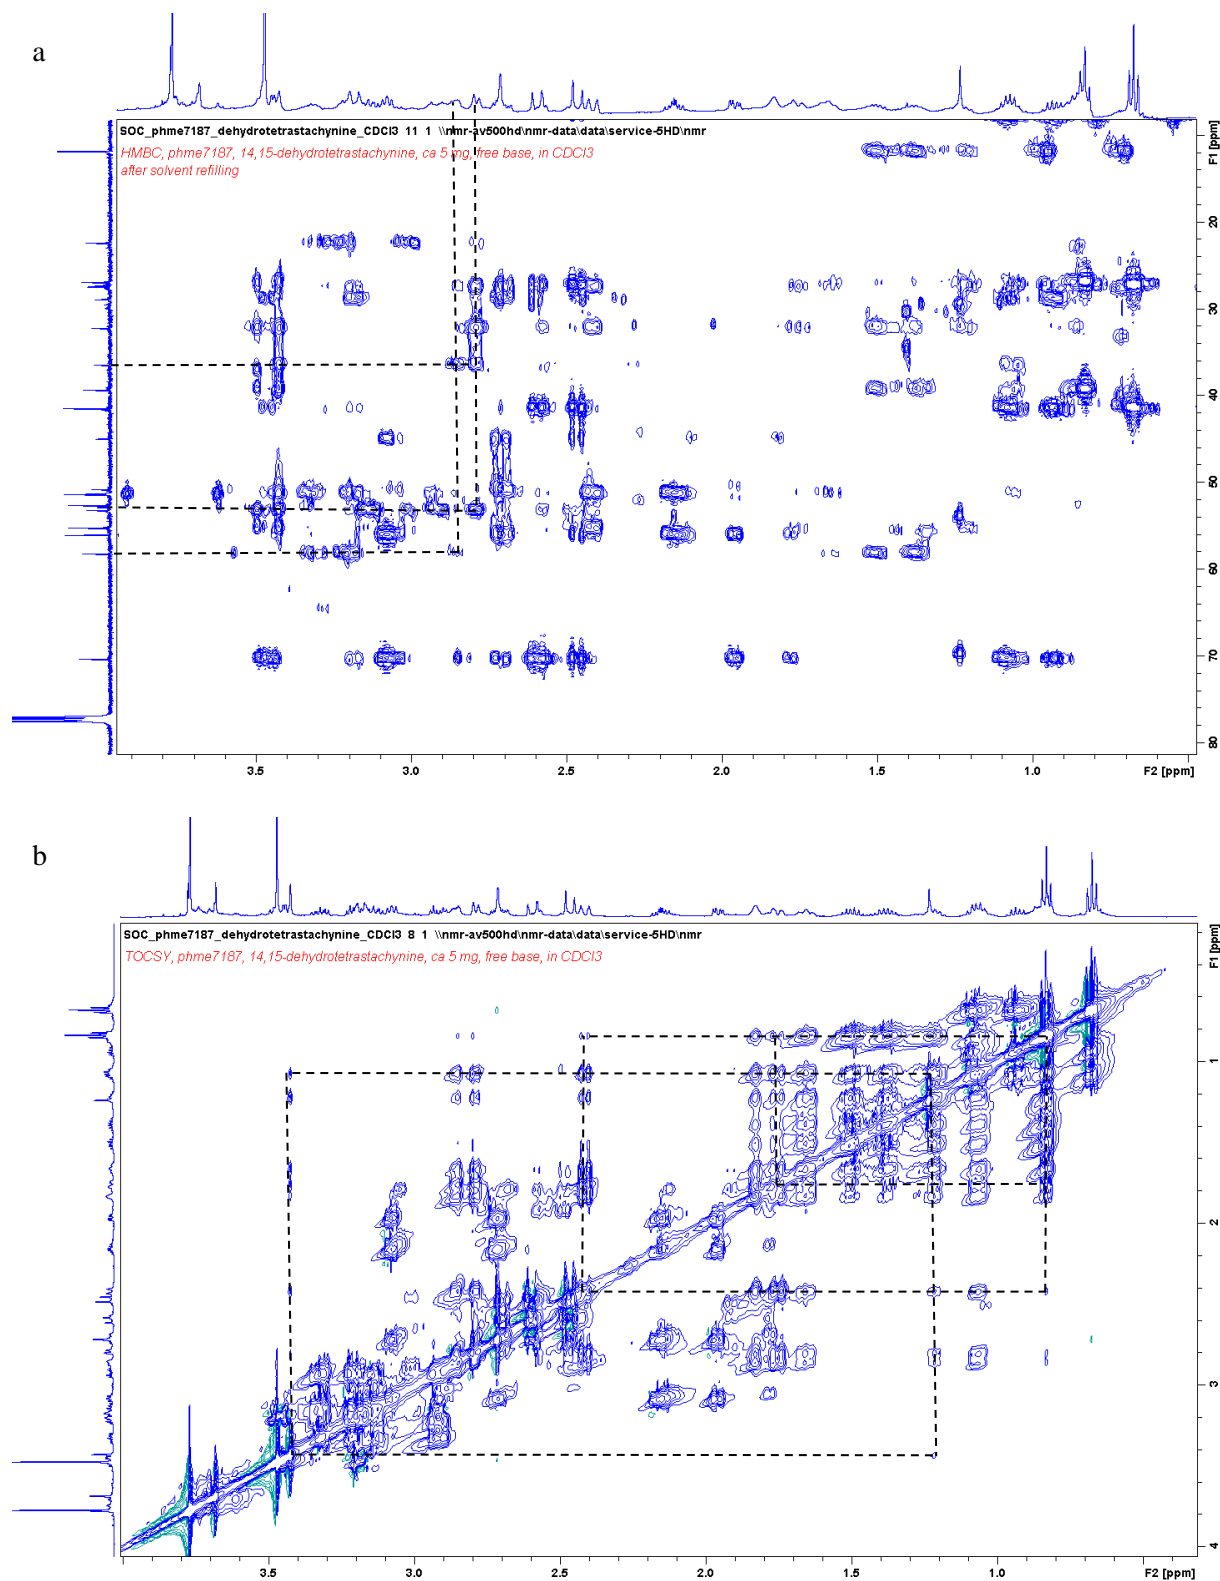 a
SOC_phme7187_dehydrotetrastachynine_CDCl3 11 1 \\nmr-av500hd\nmr-data\data\service-5HD\nmr
HMBC, phme7187, 14,15-dehydrotetrastachynine, ca 5 mg, free base, in CDCl3
after solvent refilling
F1 [ppm]
20
30
40
50
60
70
80
3.5 3.0 2.5 2.0 1.5 1.0 F2 [ppm]
b
SOC_phme7187_dehydrotetrastachynine_CDCl3 8 1 \\nmr-av500hd\nmr-data\data\service-5HD\nmr
TOCSY, phme7187, 14,15-dehydrotetrastachynine, ca 5 mg, free base, in CDCl3
F1 [ppm]
1
2
3
4
3.5 3.0 2.5 2.0 1.5 1.0 F2 [ppm]